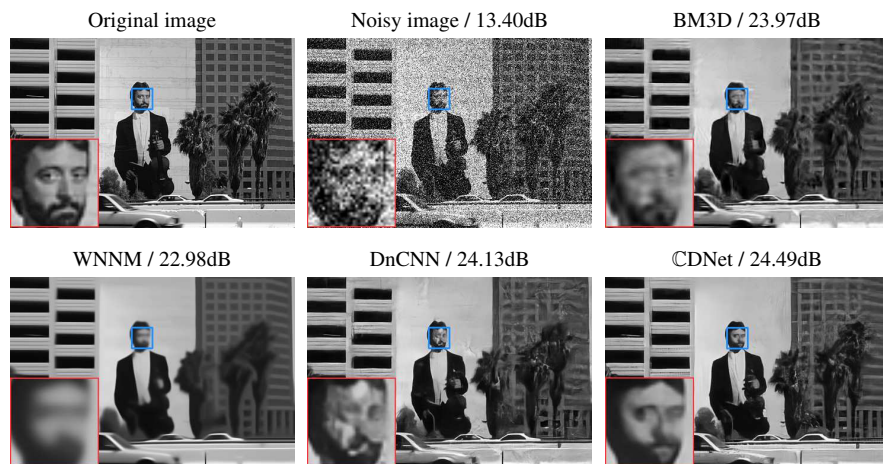 Original image
Noisy image / 13.40dB
BM3D / 23.97dB
WNNM / 22.98dB
DnCNN / 24.13dB
ℂDNet / 24.49dB